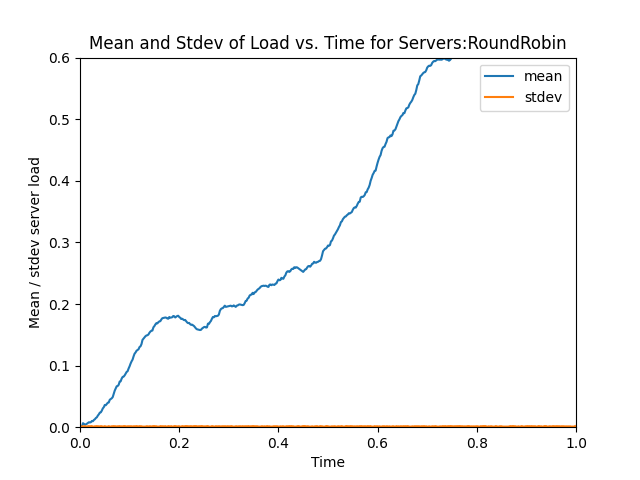 Mean and Stdev of Load vs. Time for Servers:RoundRobin
mean
stdev
Mean / stdev server load
0.6
0.5
0.4
0.3
0.2
0.1
0.0
0.0 0.2 0.4 0.6 0.8 1.0
Time